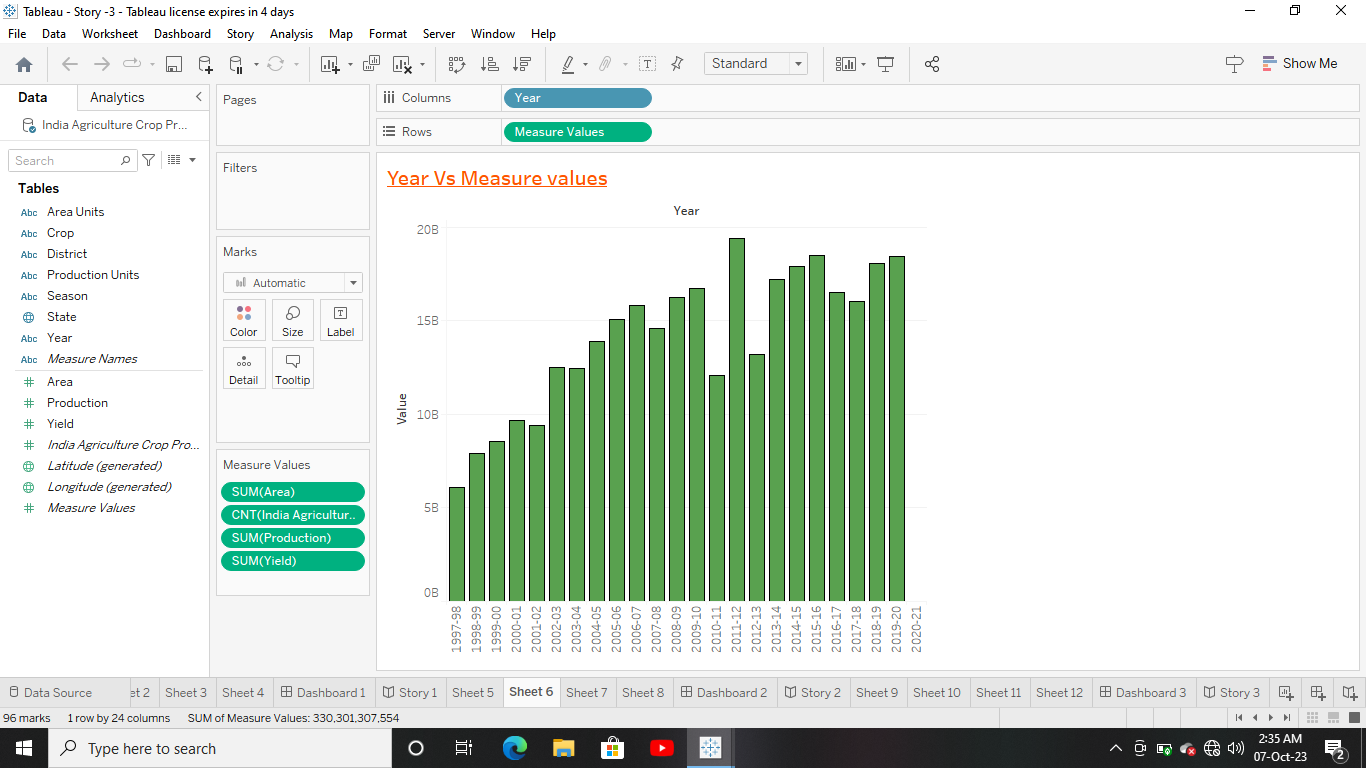 Tableau - Story -3 - Tableau license expires in 4 days
File Data Worksheet Dashboard Story Analysis Map Format Server Window Help
Standard
Show Me
Data Analytics
India Agriculture Crop Pr...
Search
Tables
Abc Area Units
Abc Crop
Abc District
Abc Production Units
Abc Season
State
Abc Year
Abc Measure Names
Area
Production
Yield
India Agriculture Crop Pro...
Latitude (generated)
Longitude (generated)
Measure Values
Pages
Filters
Marks
Automatic
Color Size Label
Detail Tooltip
Measure Values
SUM(Area)
CNT(India Agricultur..
SUM(Production)
SUM(Yield)
Columns Year
Rows Measure Values
Year Vs Measure values
Year
20B
15B
10B
5B
0B
Value
1997-98
1998-99
1999-00
2000-01
2001-02
2002-03
2003-04
2004-05
2005-06
2006-07
2007-08
2008-09
2009-10
2010-11
2011-12
2012-13
2013-14
2014-15
2015-16
2016-17
2017-18
2018-19
2019-20
2020-21
Data Source et 2 Sheet 3 Sheet 4 Dashboard 1 Story 1 Sheet 5 Sheet 6 Sheet 7 Sheet 8 Dashboard 2 Story 2 Sheet 9 Sheet 10 Sheet 11 Sheet 12 Dashboard 3 Story 3
96 marks 1 row by 24 columns SUM of Measure Values: 330,301,307,554
Type here to search
2:35 AM
07-Oct-23
2